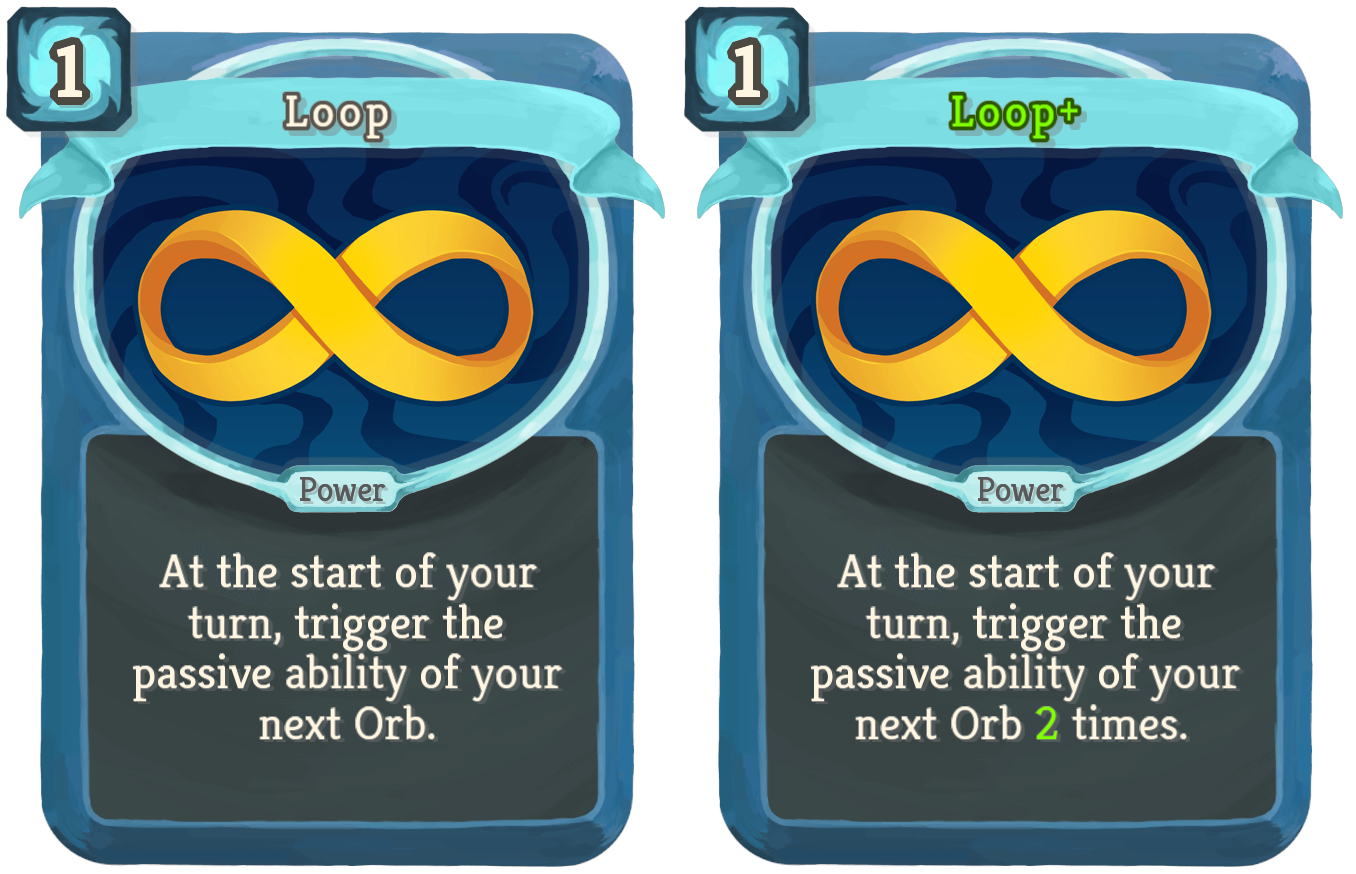 1
Loop
Power
At the start of your
turn, trigger the
passive ability of your
next Orb.
1
Loop+
Power
At the start of your
turn, trigger the
passive ability of your
next Orb 2 times.